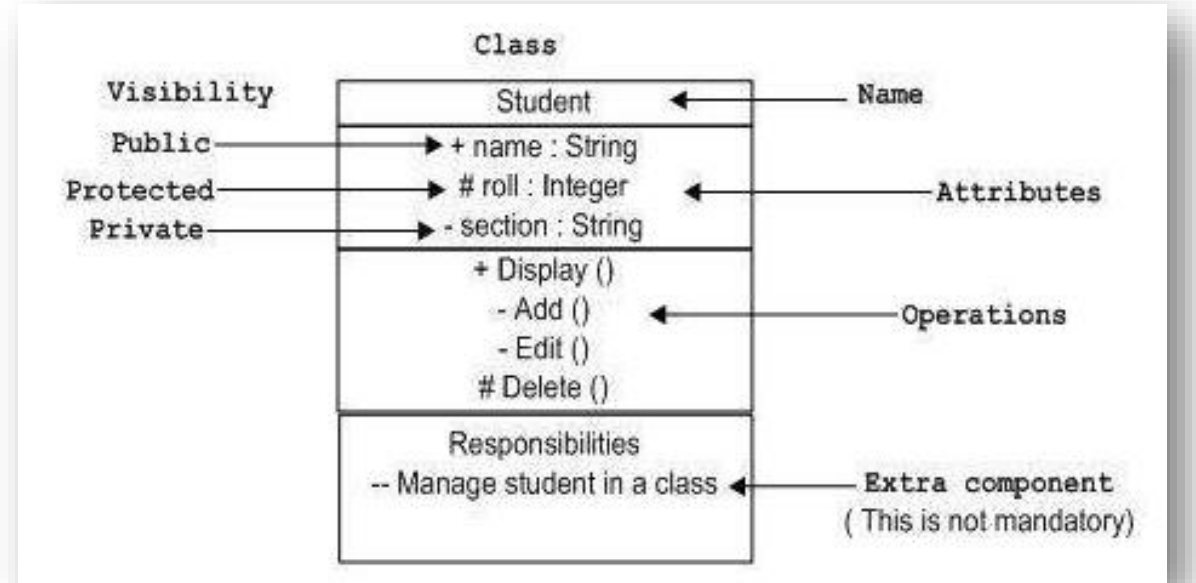 Class
Visibility
Student
Name
Public
+ name : String
Protected
# roll : Integer
Attributes
Private
- section : String
+ Display ()
- Add ()
Operations
- Edit ()
# Delete ()
Responsibilities
-- Manage student in a class
Extra component
( This is not mandatory)